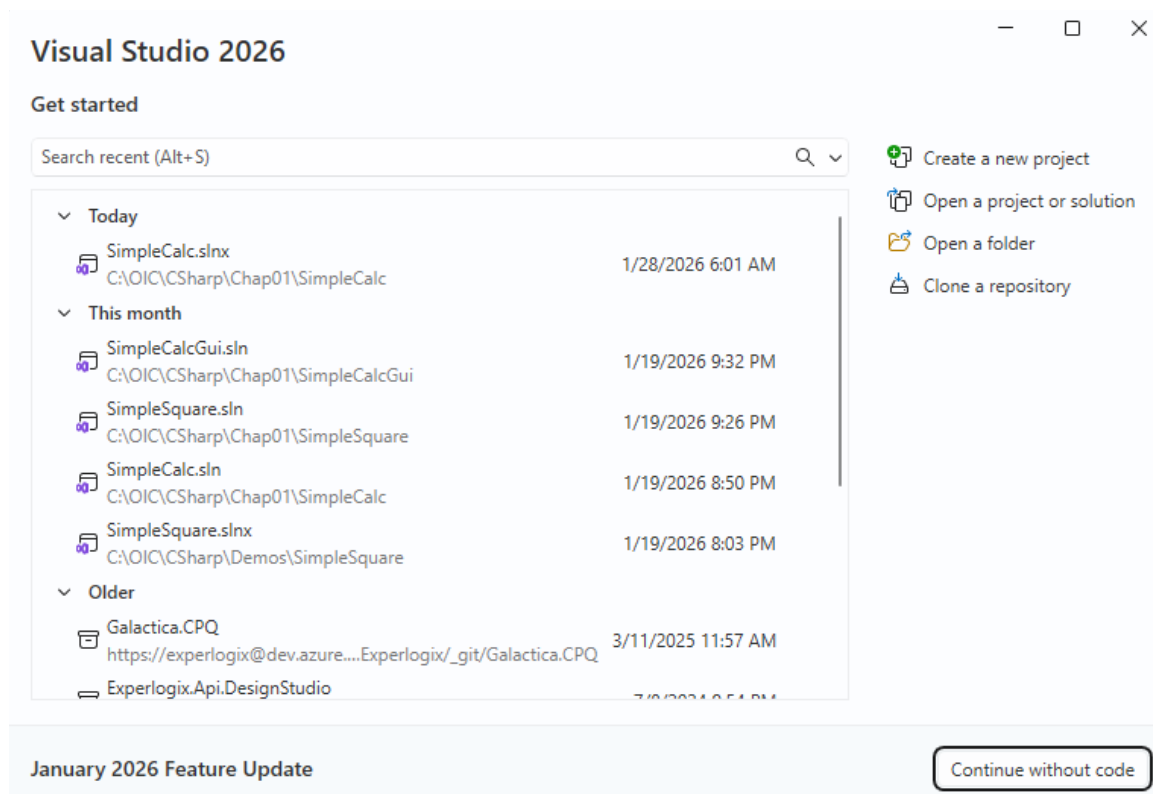 Visual Studio 2026
Get started
Search recent (Alt+S)
Today
SimpleCalc.slnx
C:\OIC\CSharp\Chap01\SimpleCalc
1/28/2026 6:01 AM
This month
SimpleCalcGui.sln
C:\OIC\CSharp\Chap01\SimpleCalcGui
1/19/2026 9:32 PM
SimpleSquare.sln
C:\OIC\CSharp\Chap01\SimpleSquare
1/19/2026 9:26 PM
SimpleCalc.sln
C:\OIC\CSharp\Chap01\SimpleCalc
1/19/2026 8:50 PM
SimpleSquare.slnx
C:\OIC\CSharp\Demos\SimpleSquare
1/19/2026 8:03 PM
Older
Galactica.CPQ
https://experlogix@dev.azure....Experlogix/_git/Galactica.CPQ
3/11/2025 11:57 AM
Experlogix.Api.DesignStudio
Create a new project
Open a project or solution
Open a folder
Clone a repository
January 2026 Feature Update
Continue without code